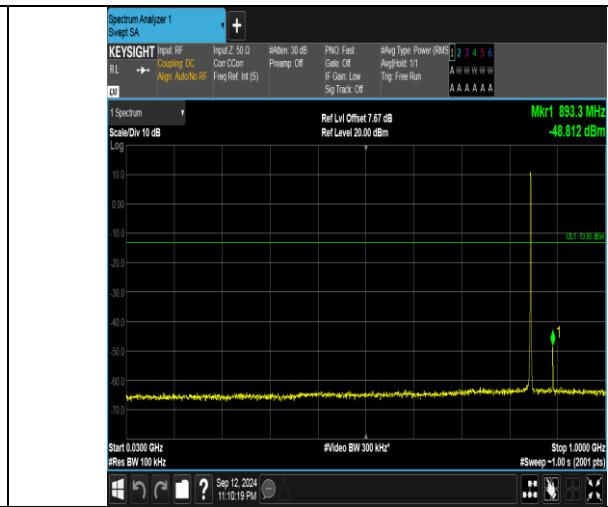 Spectrum Analyzer 1
Swept SA
+
KEYSIGHT Input: RF Input Z: 50 Ω #Atten: 30 dB PNO: Fast #Avg Type: Power (RMS 1 2 3 4 5 6
RL Coupling: DC Corr CCorr Preamp: Off Gate: Off Avg|Hold: 1/1 A W W W W W
Align: Auto/No RF Freq Ref: Int (S) IF Gain: Low Trig: Free Run
Sig Track: Off A A A A A A
LXI
1 Spectrum Ref Lvl Offset 7.67 dB Mkr1 893.3 MHz
Scale/Div 10 dB Ref Level 20.00 dBm -48.812 dBm
Log
10.0
0.00
-10.0
DL1 -13.00 dBm
-20.0
-30.0
-40.0
1
-50.0
-60.0
-70.0
Start 0.0300 GHz #Video BW 300 kHz* Stop 1.0000 GHz
#Res BW 100 kHz #Sweep ~1.00 s (2001 pts)
? Sep 12, 2024
11:10:19 PM